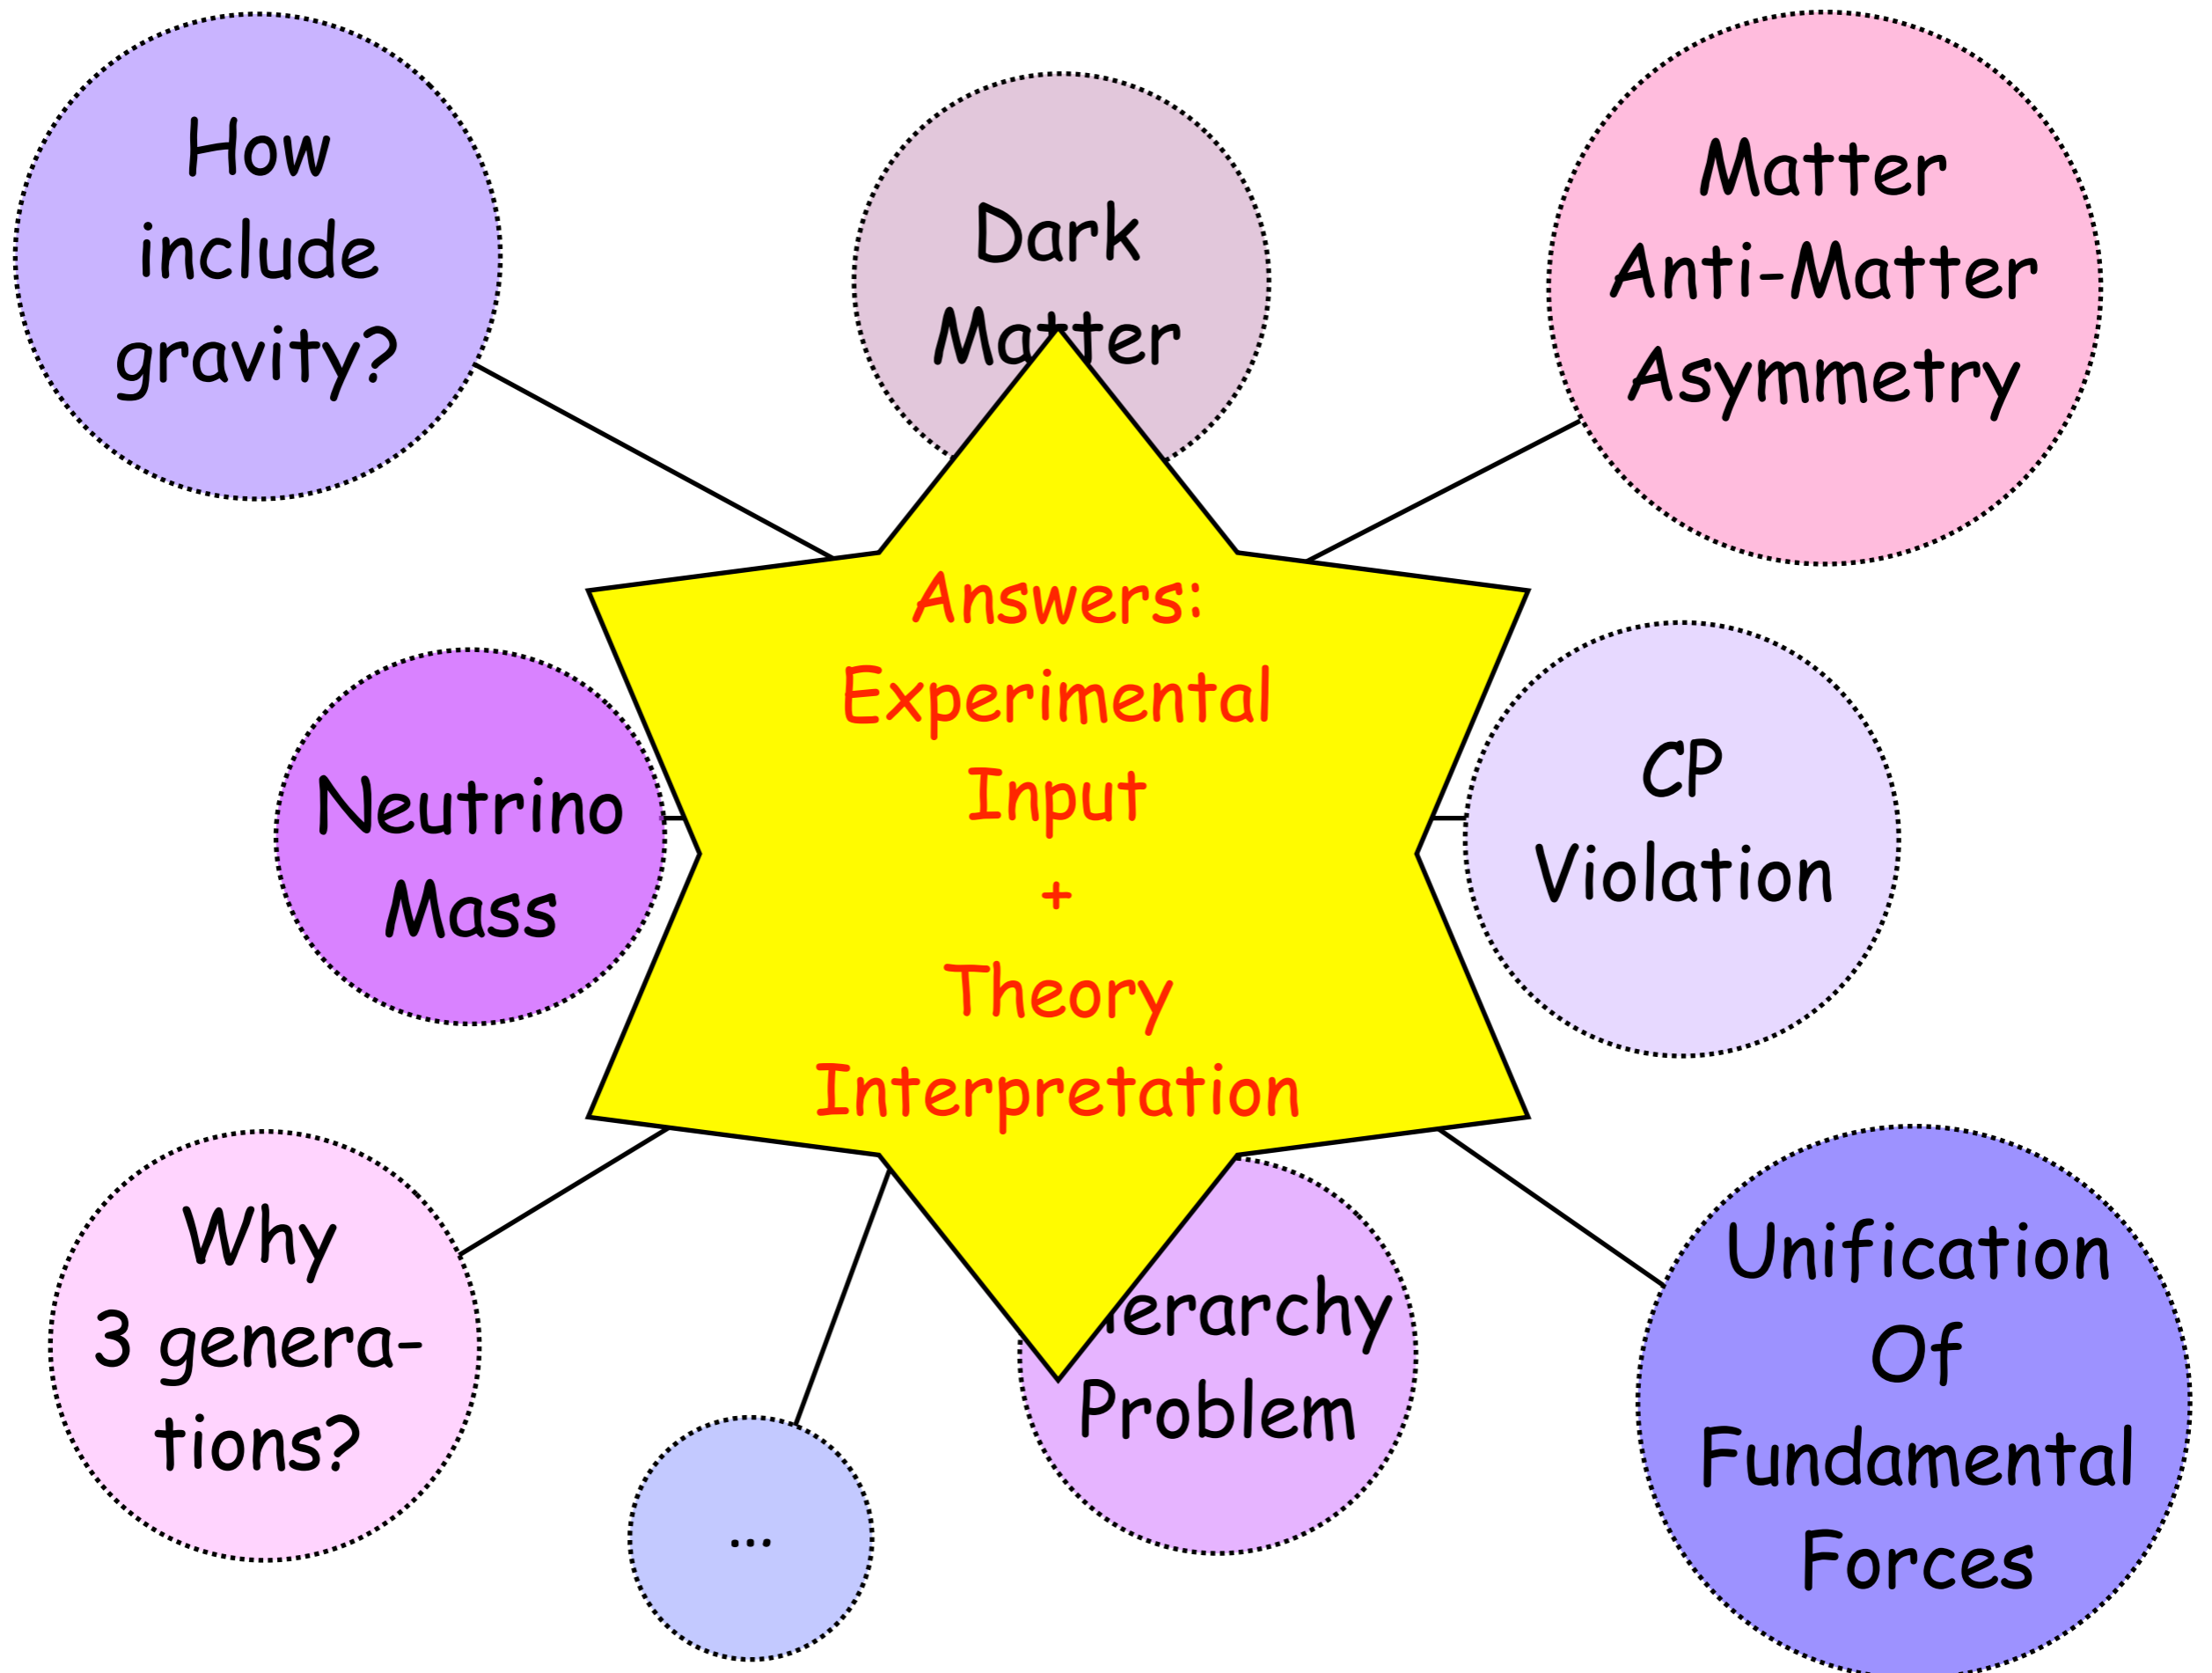 How
include
gravity?
Dark
Matter
Matter
Anti-Matter
Asymmetry
Answers:
Experimental
Input
+
Theory
Interpretation
Neutrino
Mass
CP
Violation
Why
3 genera-
tions?
...
erarchy
Problem
Unification
Of
Fundamental
Forces